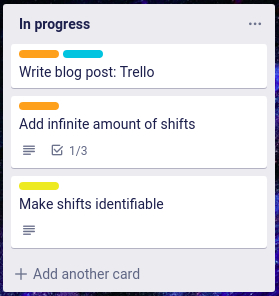 In progress
Write blog post: Trello
Add infinite amount of shifts
1/3
Make shifts identifiable
Add another card